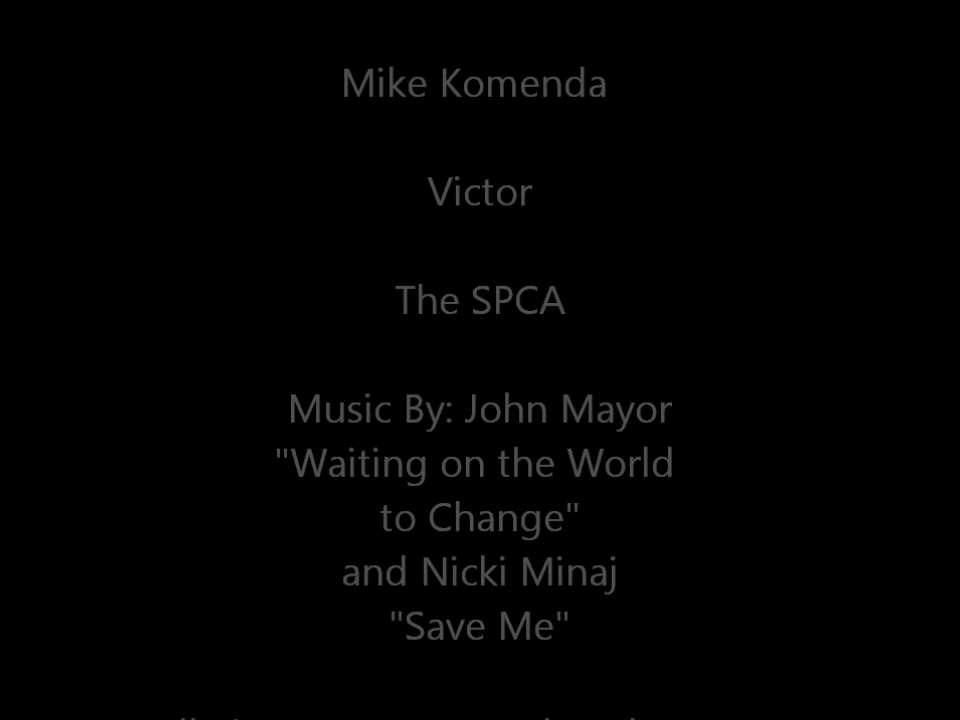 Mike Komenda
Victor
The SPCA
Music By: John Mayor
"Waiting on the World
to Change"
and Nicki Minaj
"Save Me"